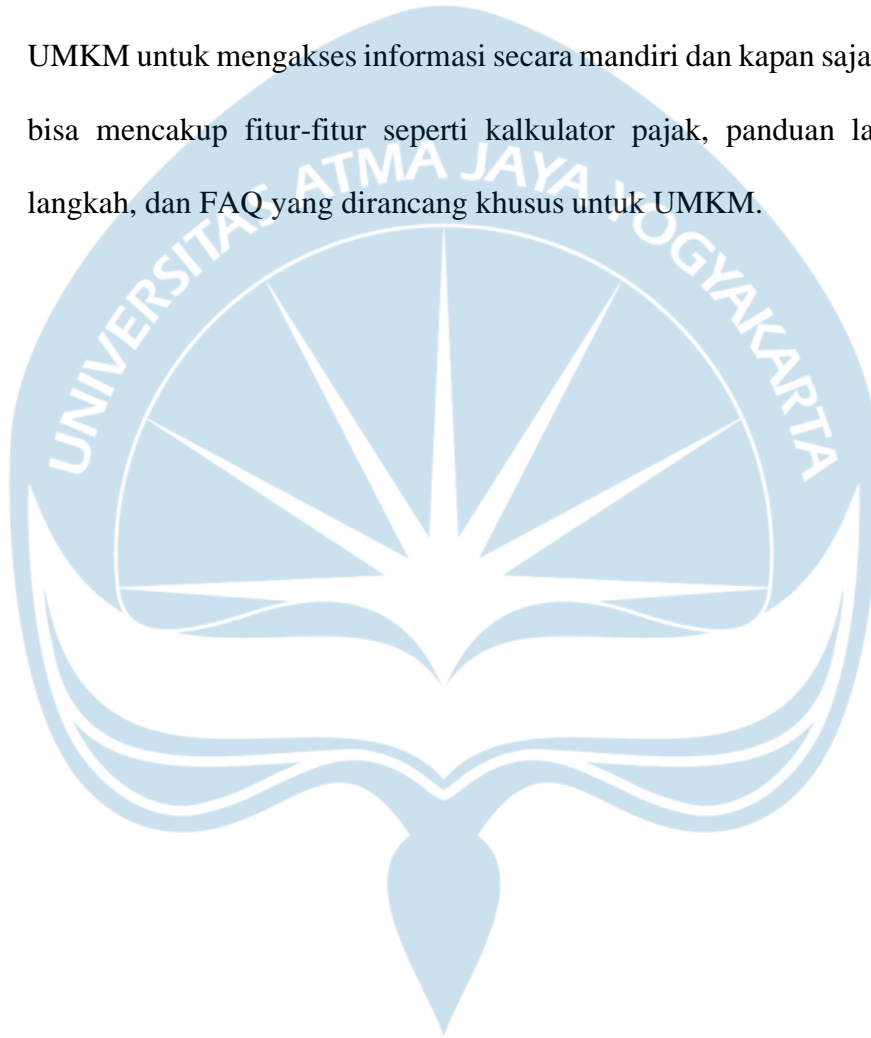 UMKM untuk mengakses informasi secara mandiri dan kapan saja
bisa mencakup fitur-fitur seperti kalkulator pajak, panduan la
langkah, dan FAQ yang dirancang khusus untuk UMKM.
UNIVERSITAS ATMA JAYA YOGYAKARTA